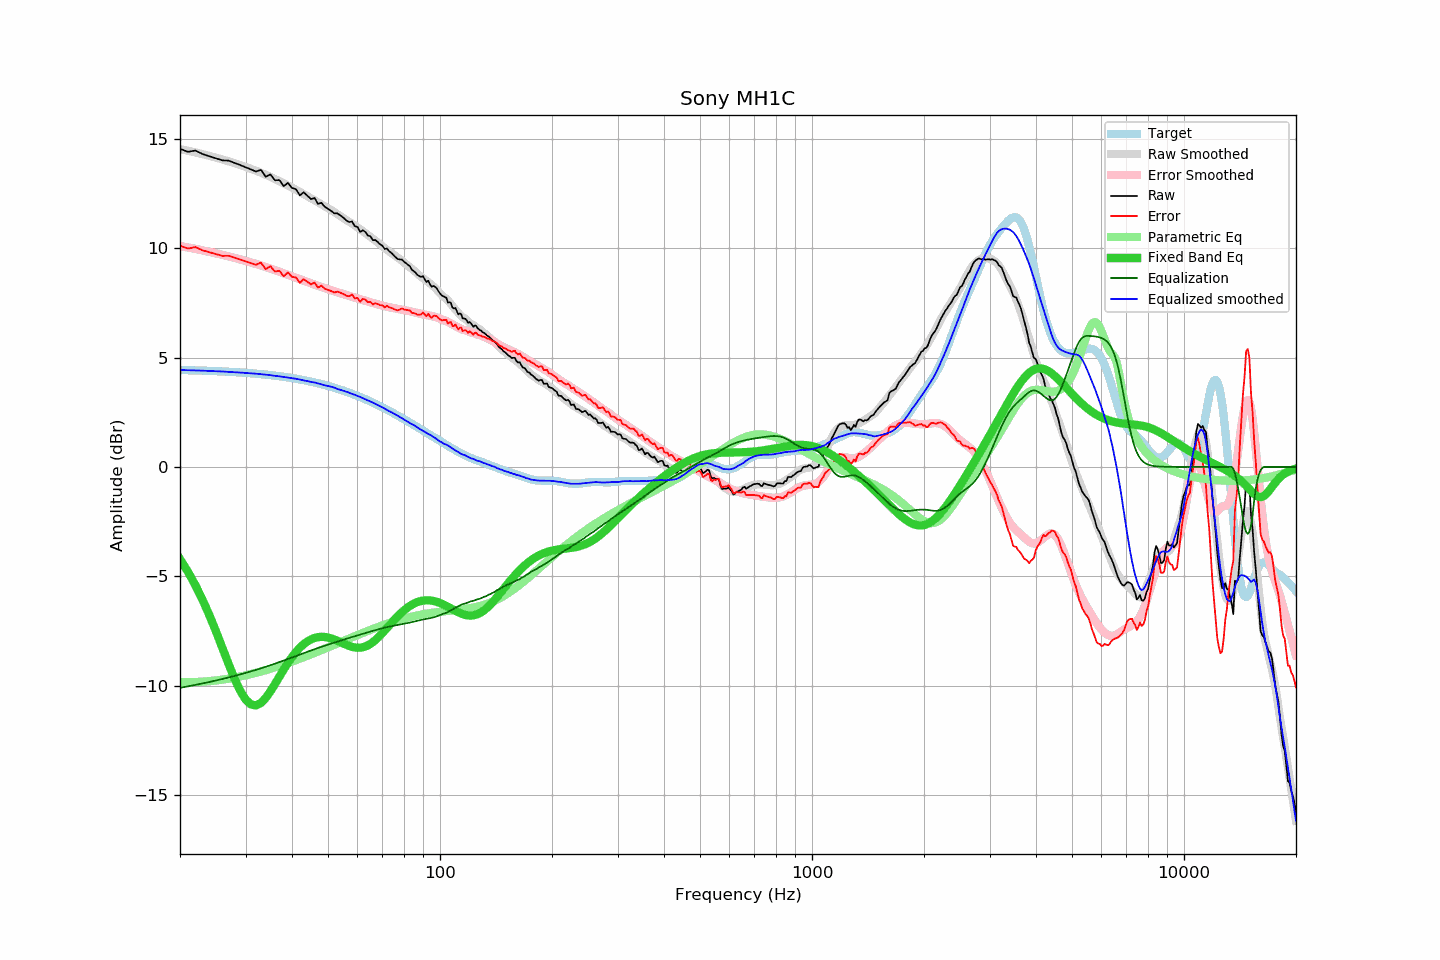 Sony MH1C
Target
Raw Smoothed
Error Smoothed
Raw
Error
Parametric Eq
Fixed Band Eq
Equalization
Equalized smoothed
Amplitude (dBr)
15
10
5
0
−5
−10
−15
100
1000
10000
Frequency (Hz)